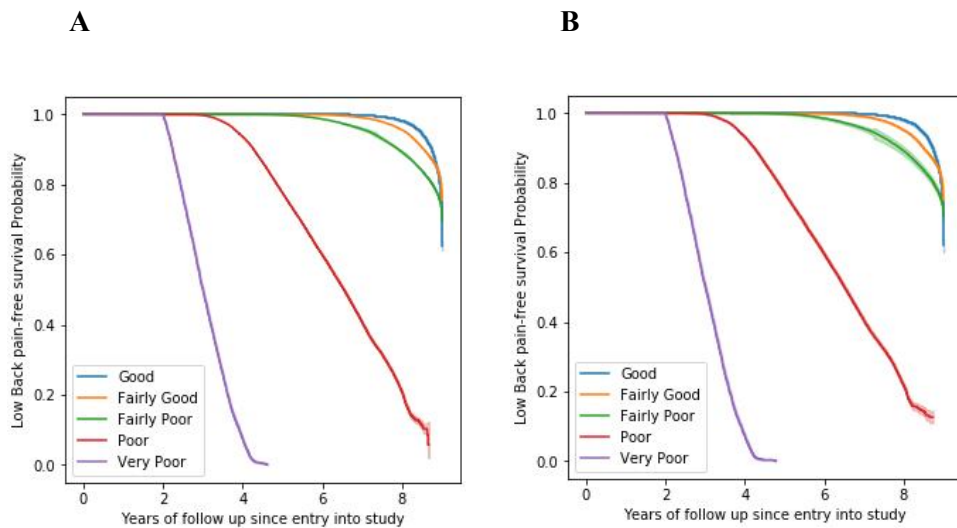 A
B
1.0
0.8
0.6
0.4
0.2
0.0
Low Back pain-free survival Probability
Good
Fairly Good
Fairly Poor
Poor
Very Poor
0 2 4 6 8
Years of follow up since entry into study
1.0
0.8
0.6
0.4
0.2
0.0
Low Back pain-free survival Probability
Good
Fairly Good
Fairly Poor
Poor
Very Poor
0 2 4 6 8
Years of follow up since entry into study